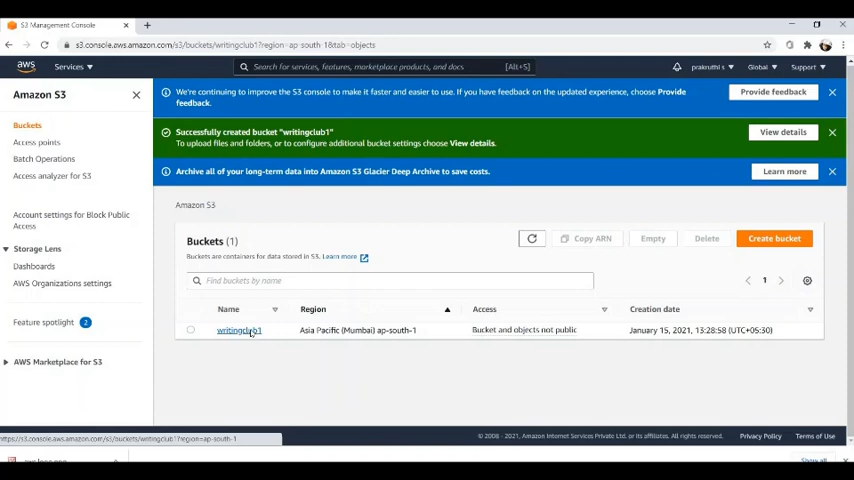 S3 Management Console
s3.console.aws.amazon.com/s3/buckets/writingclub1?region=ap-south-1&tab=objects
aws
Services
Search for services, features, marketplace products, and docs
[Alt+S]
prakruthi s
Global
Support
Amazon S3
Buckets
Access points
Batch Operations
Access analyzer for S3
Account settings for Block Public
Access
Storage Lens
Dashboards
AWS Organizations settings
Feature spotlight 2
AWS Marketplace for S3
We're continuing to improve the S3 console to make it faster and easier to use. If you have feedback on the updated experience, choose Provide
feedback.
Provide feedback
Successfully created bucket "writingclub1"
To upload files and folders, or to configure additional bucket settings choose View details.
View details
Archive all of your long-term data into Amazon S3 Glacier Deep Archive to save costs.
Learn more
Amazon S3
Buckets (1)
Buckets are containers for data stored in S3. Learn more
Copy ARN
Empty
Delete
Create bucket
Find buckets by name
1
Name
Region
Access
Creation date
writingclub1
Asia Pacific (Mumbai) ap-south-1
Bucket and objects not public
January 15, 2021, 13:28:58 (UTC+05:30)
https://s3.console.aws.amazon.com/s3/buckets/writingclub1?region=ap-south-1
© 2008 - 2021, Amazon Internet Services Private Ltd. or its affiliates. All rights reserved.
Privacy Policy
Terms of Use
Show all